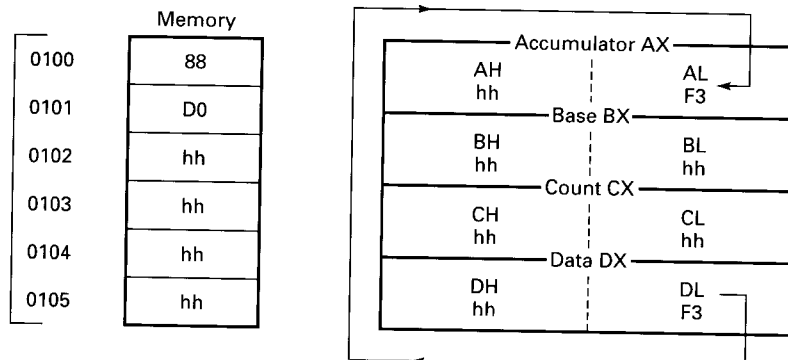 Memory
0100 88
0101 D0
0102 hh
0103 hh
0104 hh
0105 hh
Accumulator AX
AH AL
hh F3
Base BX
BH BL
hh hh
Count CX
CH CL
hh hh
Data DX
DH DL
hh F3